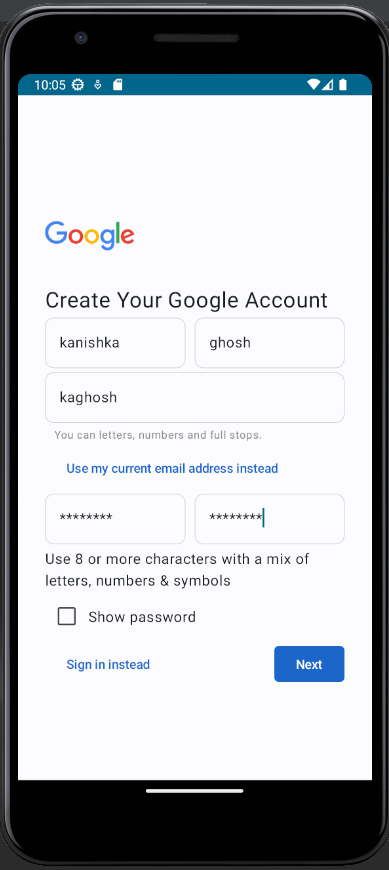 10:05
Google
Create Your Google Account
kanishka ghosh
kaghosh
You can letters, numbers and full stops.
Use my current email address instead
******** ********
Use 8 or more characters with a mix of
letters, numbers & symbols
Show password
Sign in instead Next